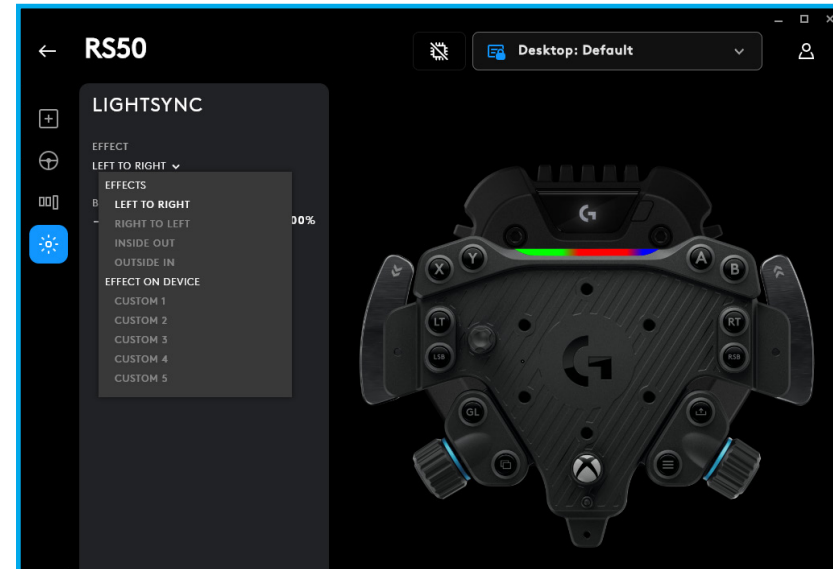 RS50
Desktop: Default
LIGHTSYNC
EFFECT
LEFT TO RIGHT
EFFECTS
LEFT TO RIGHT
RIGHT TO LEFT
INSIDE OUT
OUTSIDE IN
EFFECT ON DEVICE
CUSTOM 1
CUSTOM 2
CUSTOM 3
CUSTOM 4
CUSTOM 5
B
00%
G
X
Y
A
B
LT
RT
LSB
RSB
G
GL